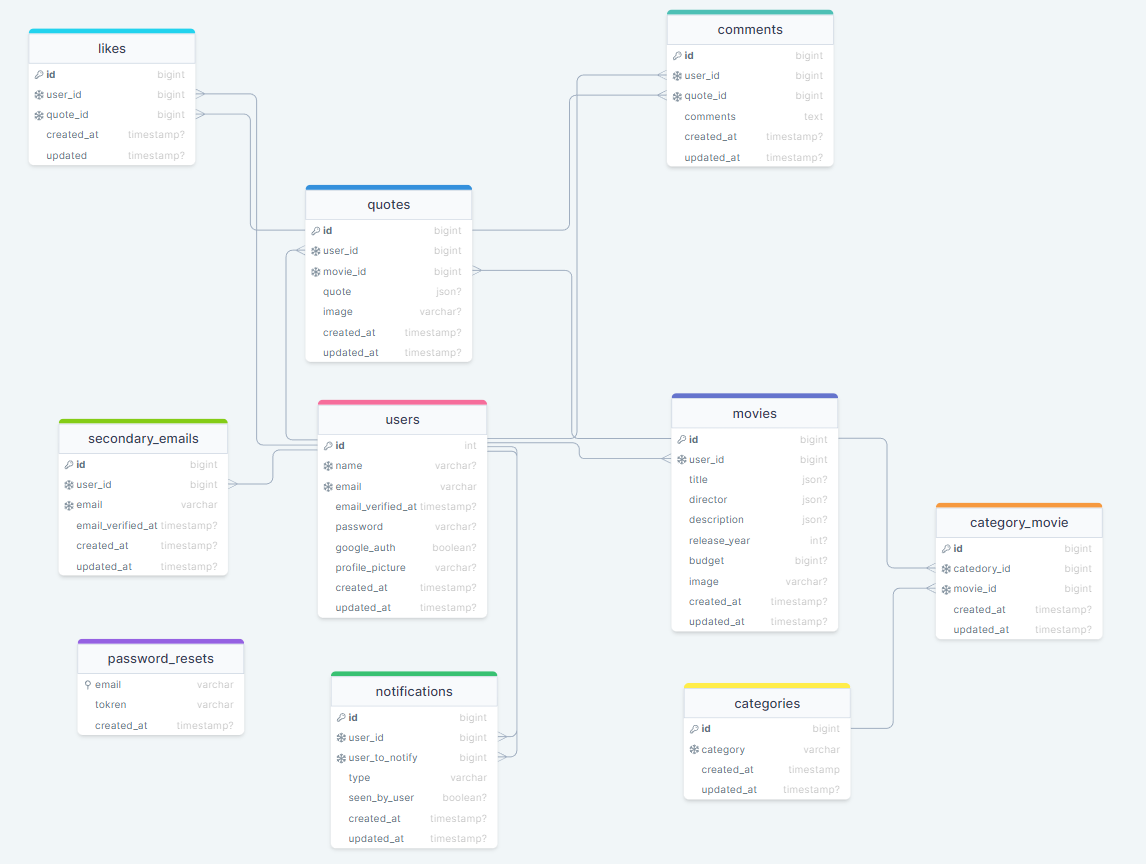 likes
id bigint
user_id bigint
quote_id bigint
created_at timestamp?
updated timestamp?
comments
id bigint
user_id bigint
quote_id bigint
comments text
created_at timestamp?
updated_at timestamp?
quotes
id bigint
user_id bigint
movie_id bigint
quote json?
image varchar?
created_at timestamp?
updated_at timestamp?
secondary_emails
id bigint
user_id bigint
email varchar
email_verified_at timestamp?
created_at timestamp?
updated_at timestamp?
users
id int
name varchar?
email varchar
email_verified_at timestamp?
password varchar?
google_auth boolean?
profile_picture varchar?
created_at timestamp?
updated_at timestamp?
movies
id bigint
user_id bigint
title json?
director json?
description json?
release_year int?
budget bigint?
image varchar?
created_at timestamp?
updated_at timestamp?
category_movie
id bigint
catedory_id bigint
movie_id bigint
created_at timestamp?
updated_at timestamp?
password_resets
email varchar
tokren varchar
created_at timestamp?
notifications
id bigint
user_id bigint
user_to_notify bigint
type varchar
seen_by_user boolean?
created_at timestamp?
updated_at timestamp?
categories
id bigint
category varchar
created_at timestamp
updated_at timestamp?